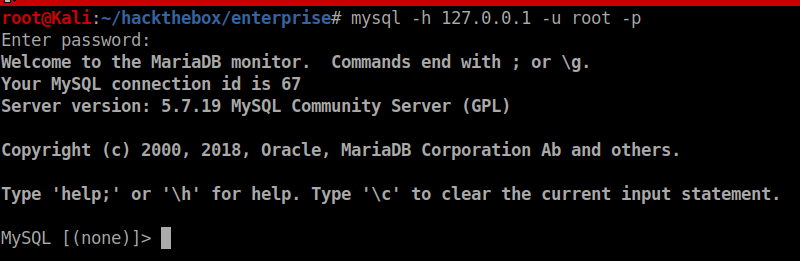 root@Kali:~/hackthebox/enterprise# mysql -h 127.0.0.1 -u root -p
Enter password:
Welcome to the MariaDB monitor.  Commands end with ; or \g.
Your MySQL connection id is 67
Server version: 5.7.19 MySQL Community Server (GPL)
Copyright (c) 2000, 2018, Oracle, MariaDB Corporation Ab and others.
Type 'help;' or '\h' for help. Type '\c' to clear the current input statement.
MySQL [(none)]>